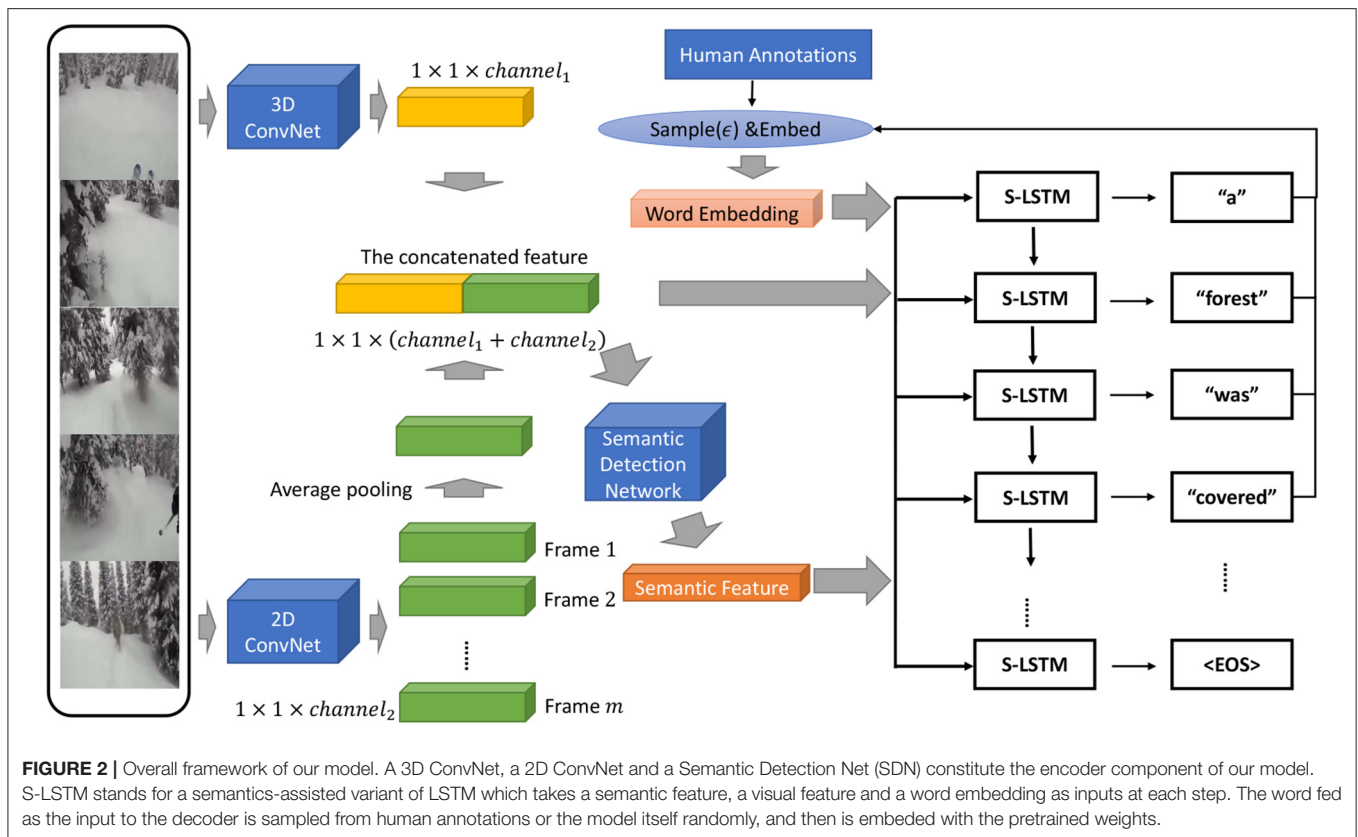 3D
ConvNet
1 × 1 × channel₁
Human Annotations
Sample(ϵ) &Embed
Word Embedding
The concatenated feature
1 × 1 × (channel₁ + channel₂)
Average pooling
Semantic
Detection
Network
Semantic Feature
2D
ConvNet
1 × 1 × channel₂
Frame 1
Frame 2
......
Frame m
S-LSTM
"a"
S-LSTM
"forest"
S-LSTM
"was"
S-LSTM
"covered"
......
......
S-LSTM
<EOS>
FIGURE 2 | Overall framework of our model. A 3D ConvNet, a 2D ConvNet and a Semantic Detection Net (SDN) constitute the encoder component of our model.
S-LSTM stands for a semantics-assisted variant of LSTM which takes a semantic feature, a visual feature and a word embedding as inputs at each step. The word fed
as the input to the decoder is sampled from human annotations or the model itself randomly, and then is embeded with the pretrained weights.